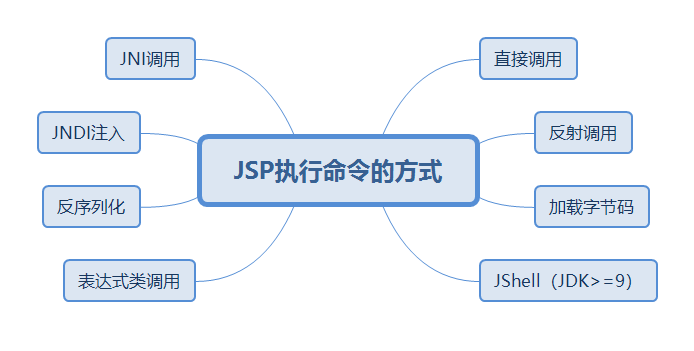 JNI调用
直接调用
JNDI注入
反射调用
JSP执行命令的方式
反序列化
加载字节码
表达式类调用
JShell（JDK>=9）